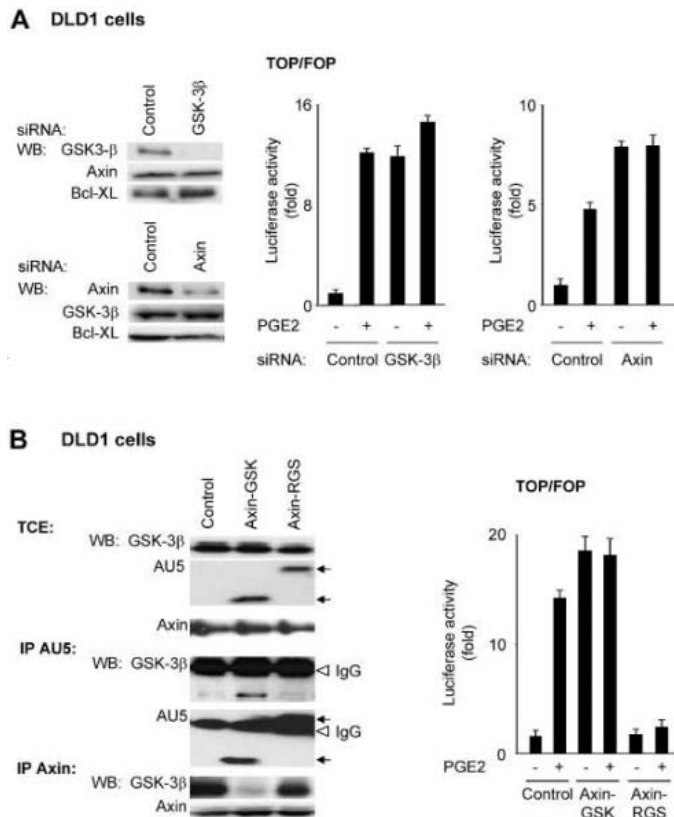 A DLD1 cells
siRNA:
Control
GSK-3β
WB: GSK3-β
Axin
Bcl-XL
siRNA:
Control
Axin
WB: Axin
GSK-3β
Bcl-XL
TOP/FOP
Luciferase activity
(fold)
16
8
0
PGE2 - + - +
siRNA: Control GSK-3β
Luciferase activity
(fold)
10
5
0
PGE2 - + - +
siRNA: Control Axin
B DLD1 cells
Control
Axin-GSK
Axin-RGS
TCE:
WB: GSK-3β
AU5
Axin
IP AU5:
WB: GSK-3β
IgG
AU5
IgG
IP Axin:
WB: GSK-3β
Axin
TOP/FOP
Luciferase activity
(fold)
20
10
0
PGE2 - + - + - +
Control Axin-GSK Axin-RGS